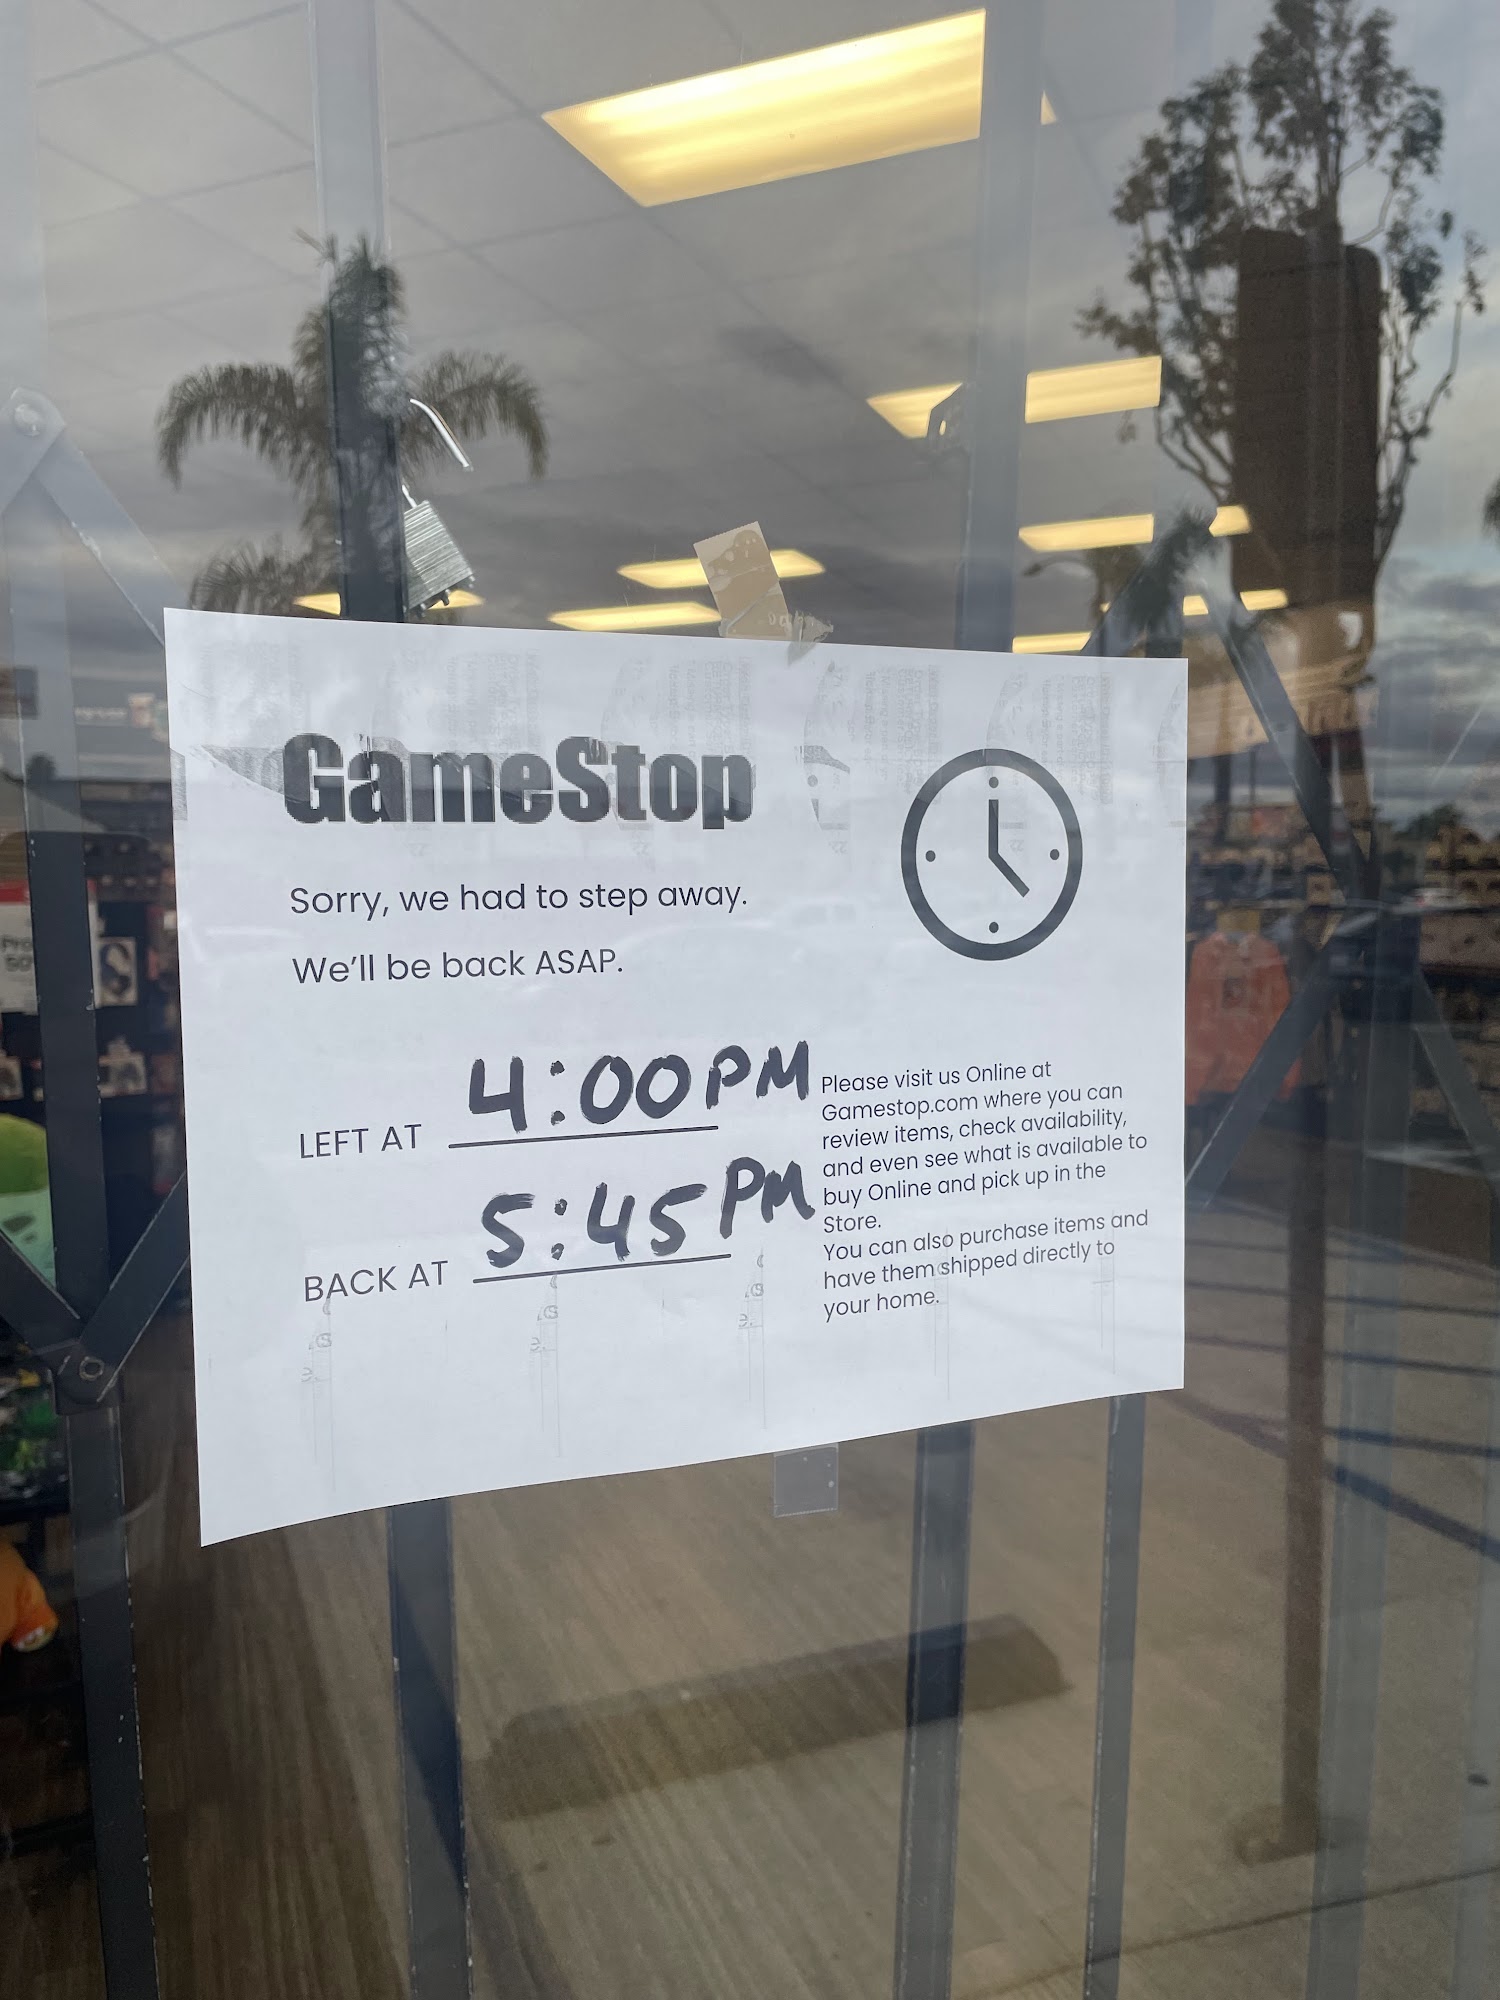 GameStop
Sorry, we had to step away.
We'll be back ASAP.
LEFT AT 4:00PM
BACK AT 5:45PM
Please visit us Online at
Gamestop.com where you can
review items, check availability,
and even see what is available to
buy Online and pick up in the
Store.
You can also purchase items and
have them shipped directly to
your home.